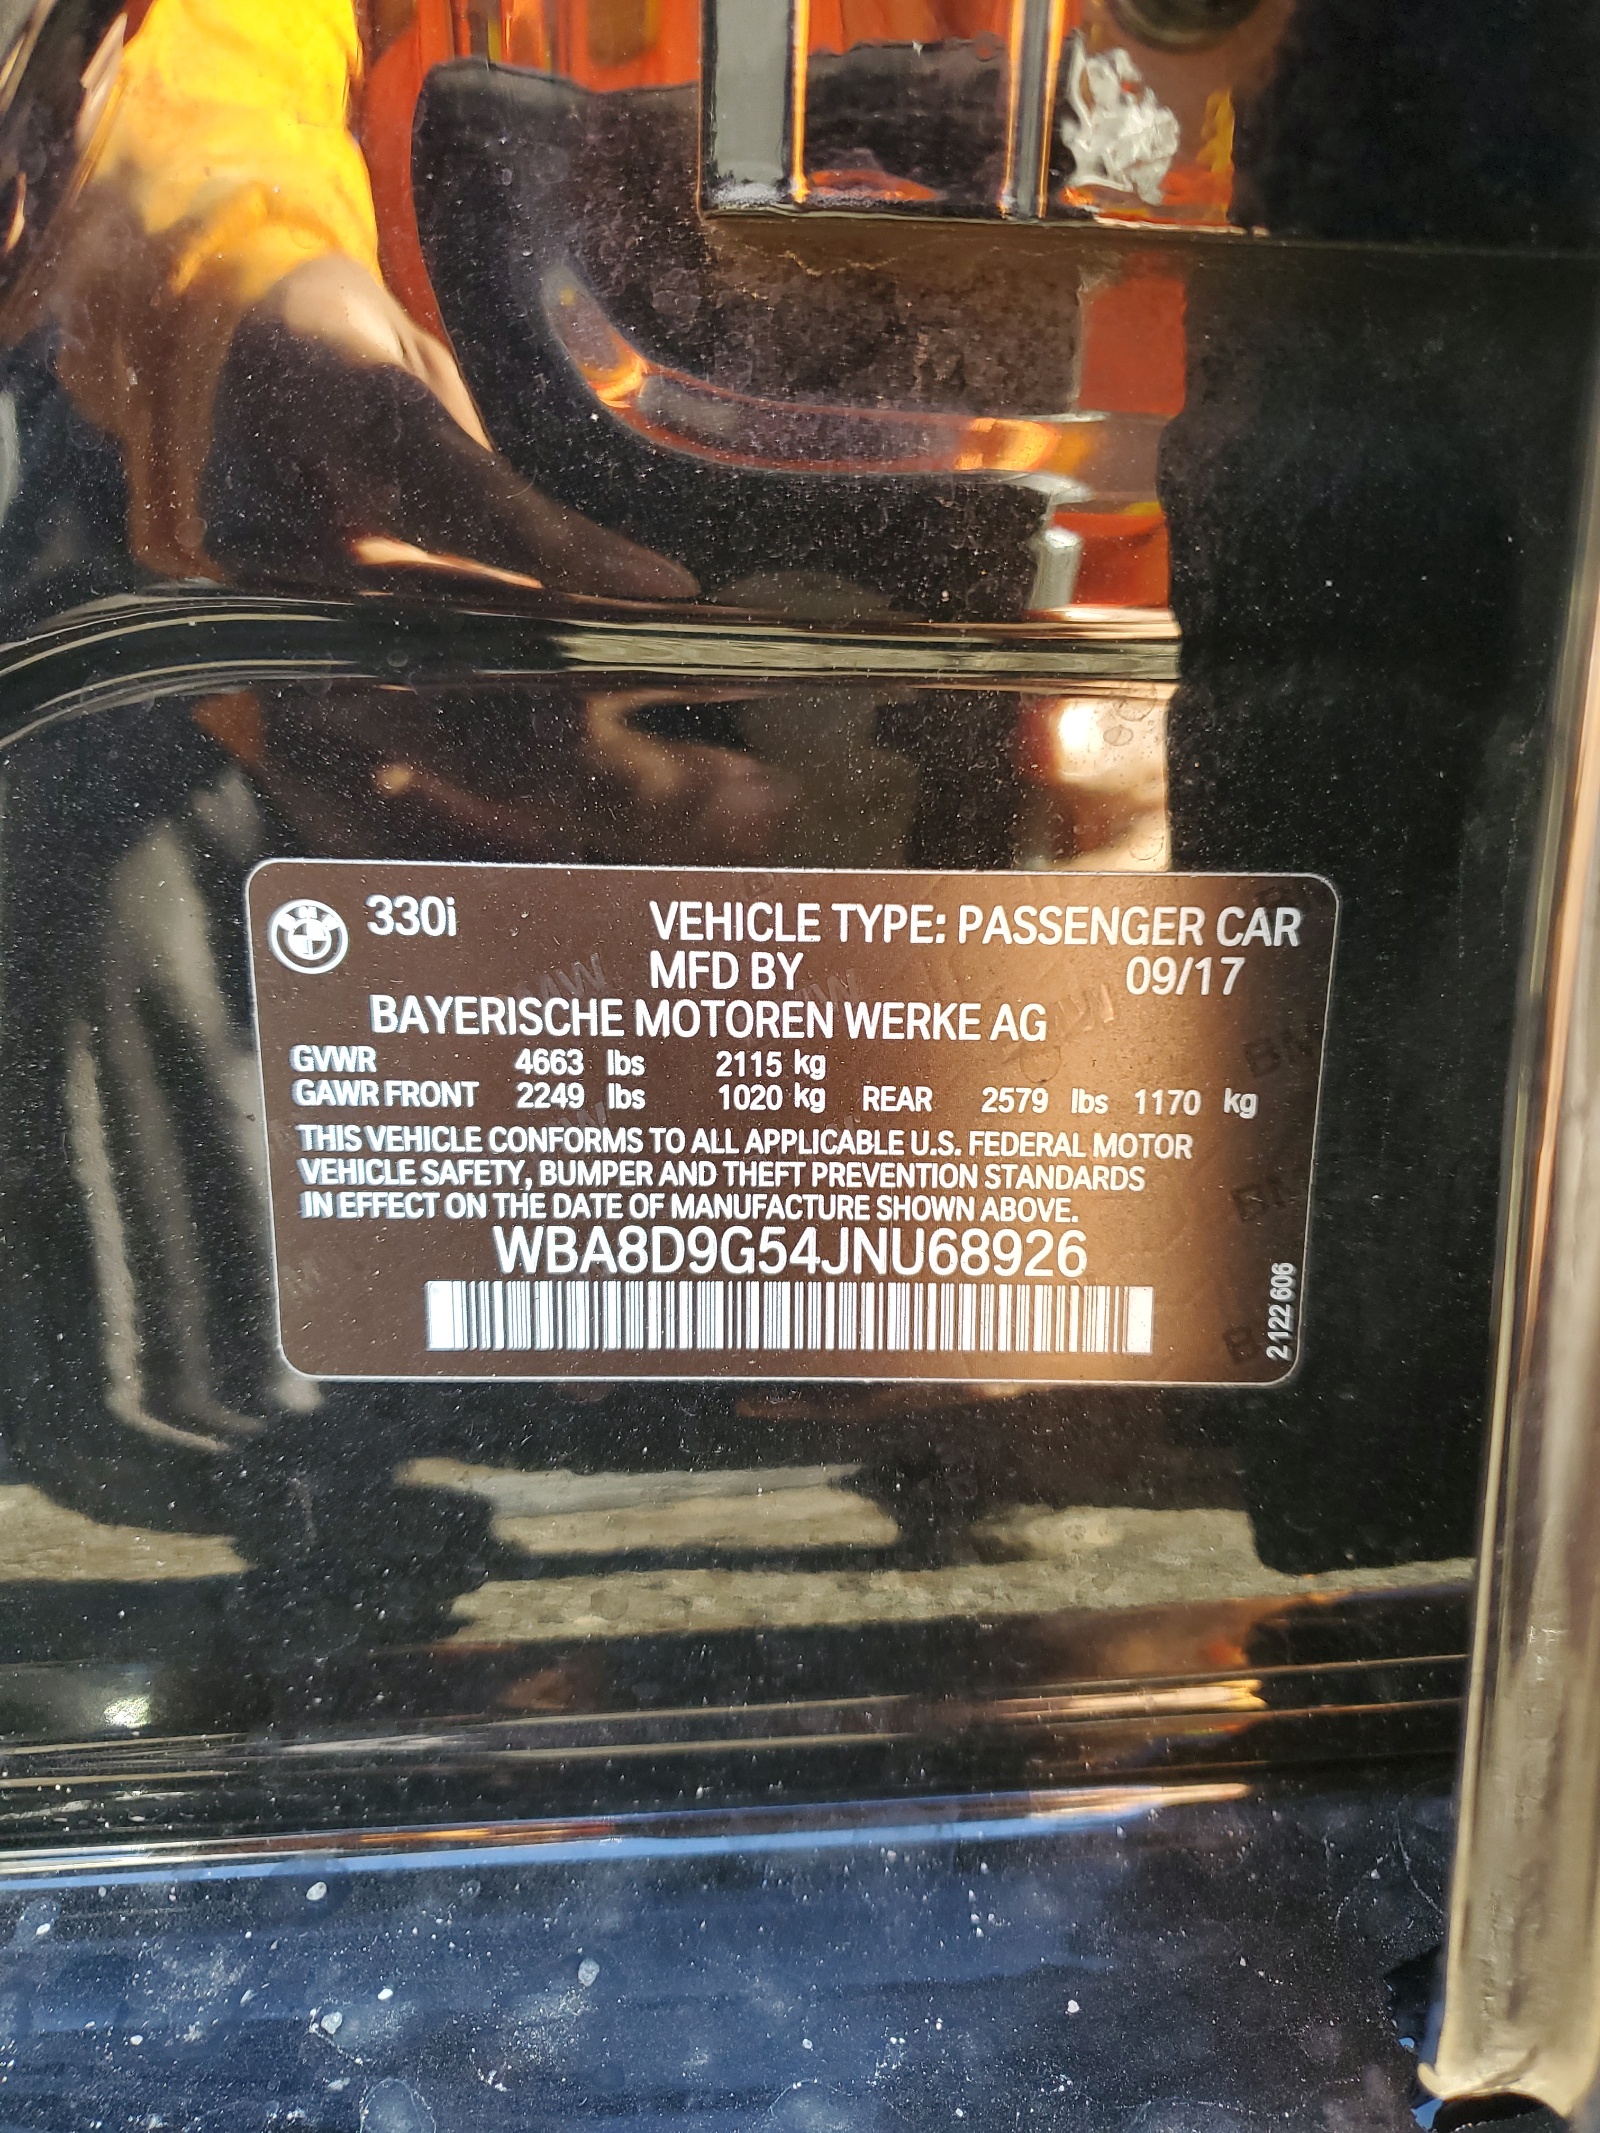 330i VEHICLE TYPE: PASSENGER CAR
MFD BY 09/17
BAYERISCHE MOTOREN WERKE AG
GVWR 4663 lbs 2115 kg
GAWR FRONT 2249 lbs 1020 kg REAR 2579 lbs 1170 kg
THIS VEHICLE CONFORMS TO ALL APPLICABLE U.S. FEDERAL MOTOR
VEHICLE SAFETY, BUMPER AND THEFT PREVENTION STANDARDS
IN EFFECT ON THE DATE OF MANUFACTURE SHOWN ABOVE.
WBA8D9G54JNU68926
2122 606